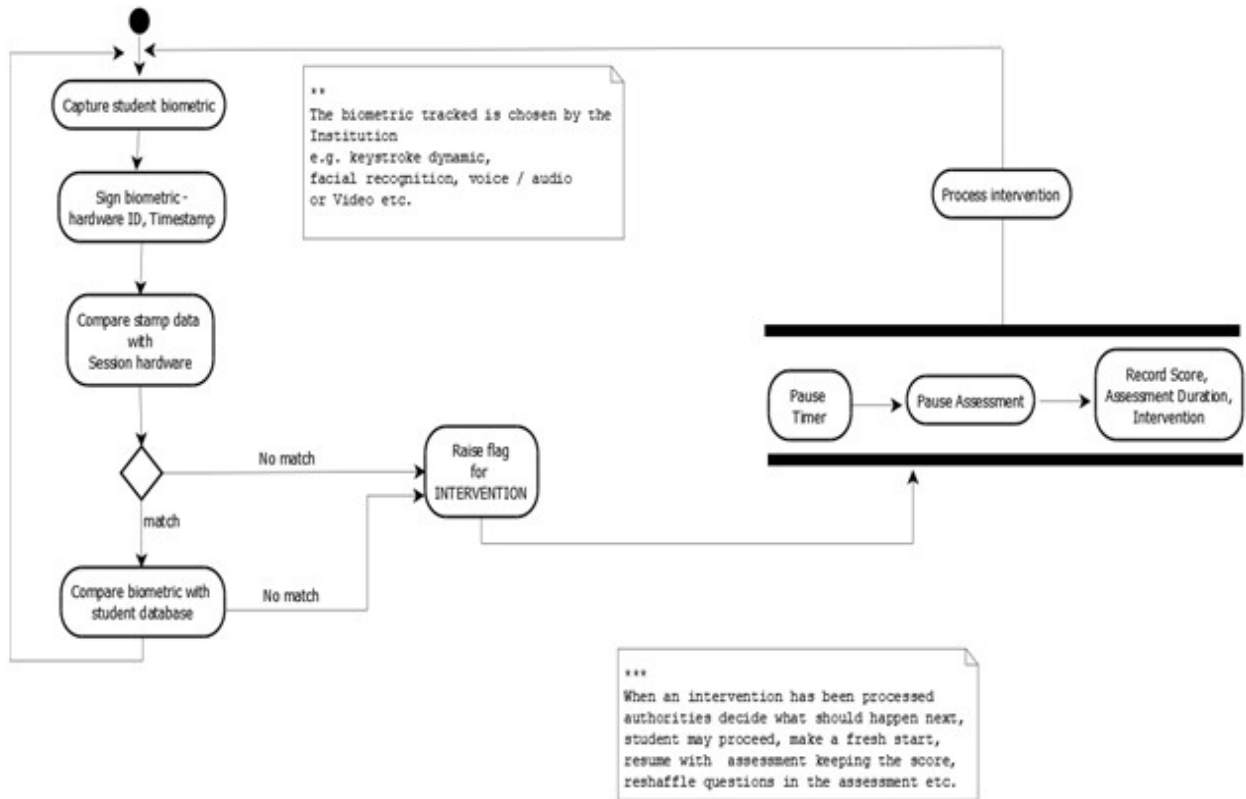 Capture student biometric
Sign biometric -
hardware ID, Timestamp
Compare stamp data
with
Session hardware
No match
match
Compare biometric with
student database
No match
Raise flag
for
INTERVENTION
**
The biometric tracked is chosen by the
Institution
e.g. keystroke dynamic,
facial recognition, voice / audio
or Video etc.
Process intervention
Pause
Timer
Pause Assessment
Record Score,
Assessment Duration,
Intervention
***
When an intervention has been processed
authorities decide what should happen next,
student may proceed, make a fresh start,
resume with assessment keeping the score,
reshaffle questions in the assessment etc.